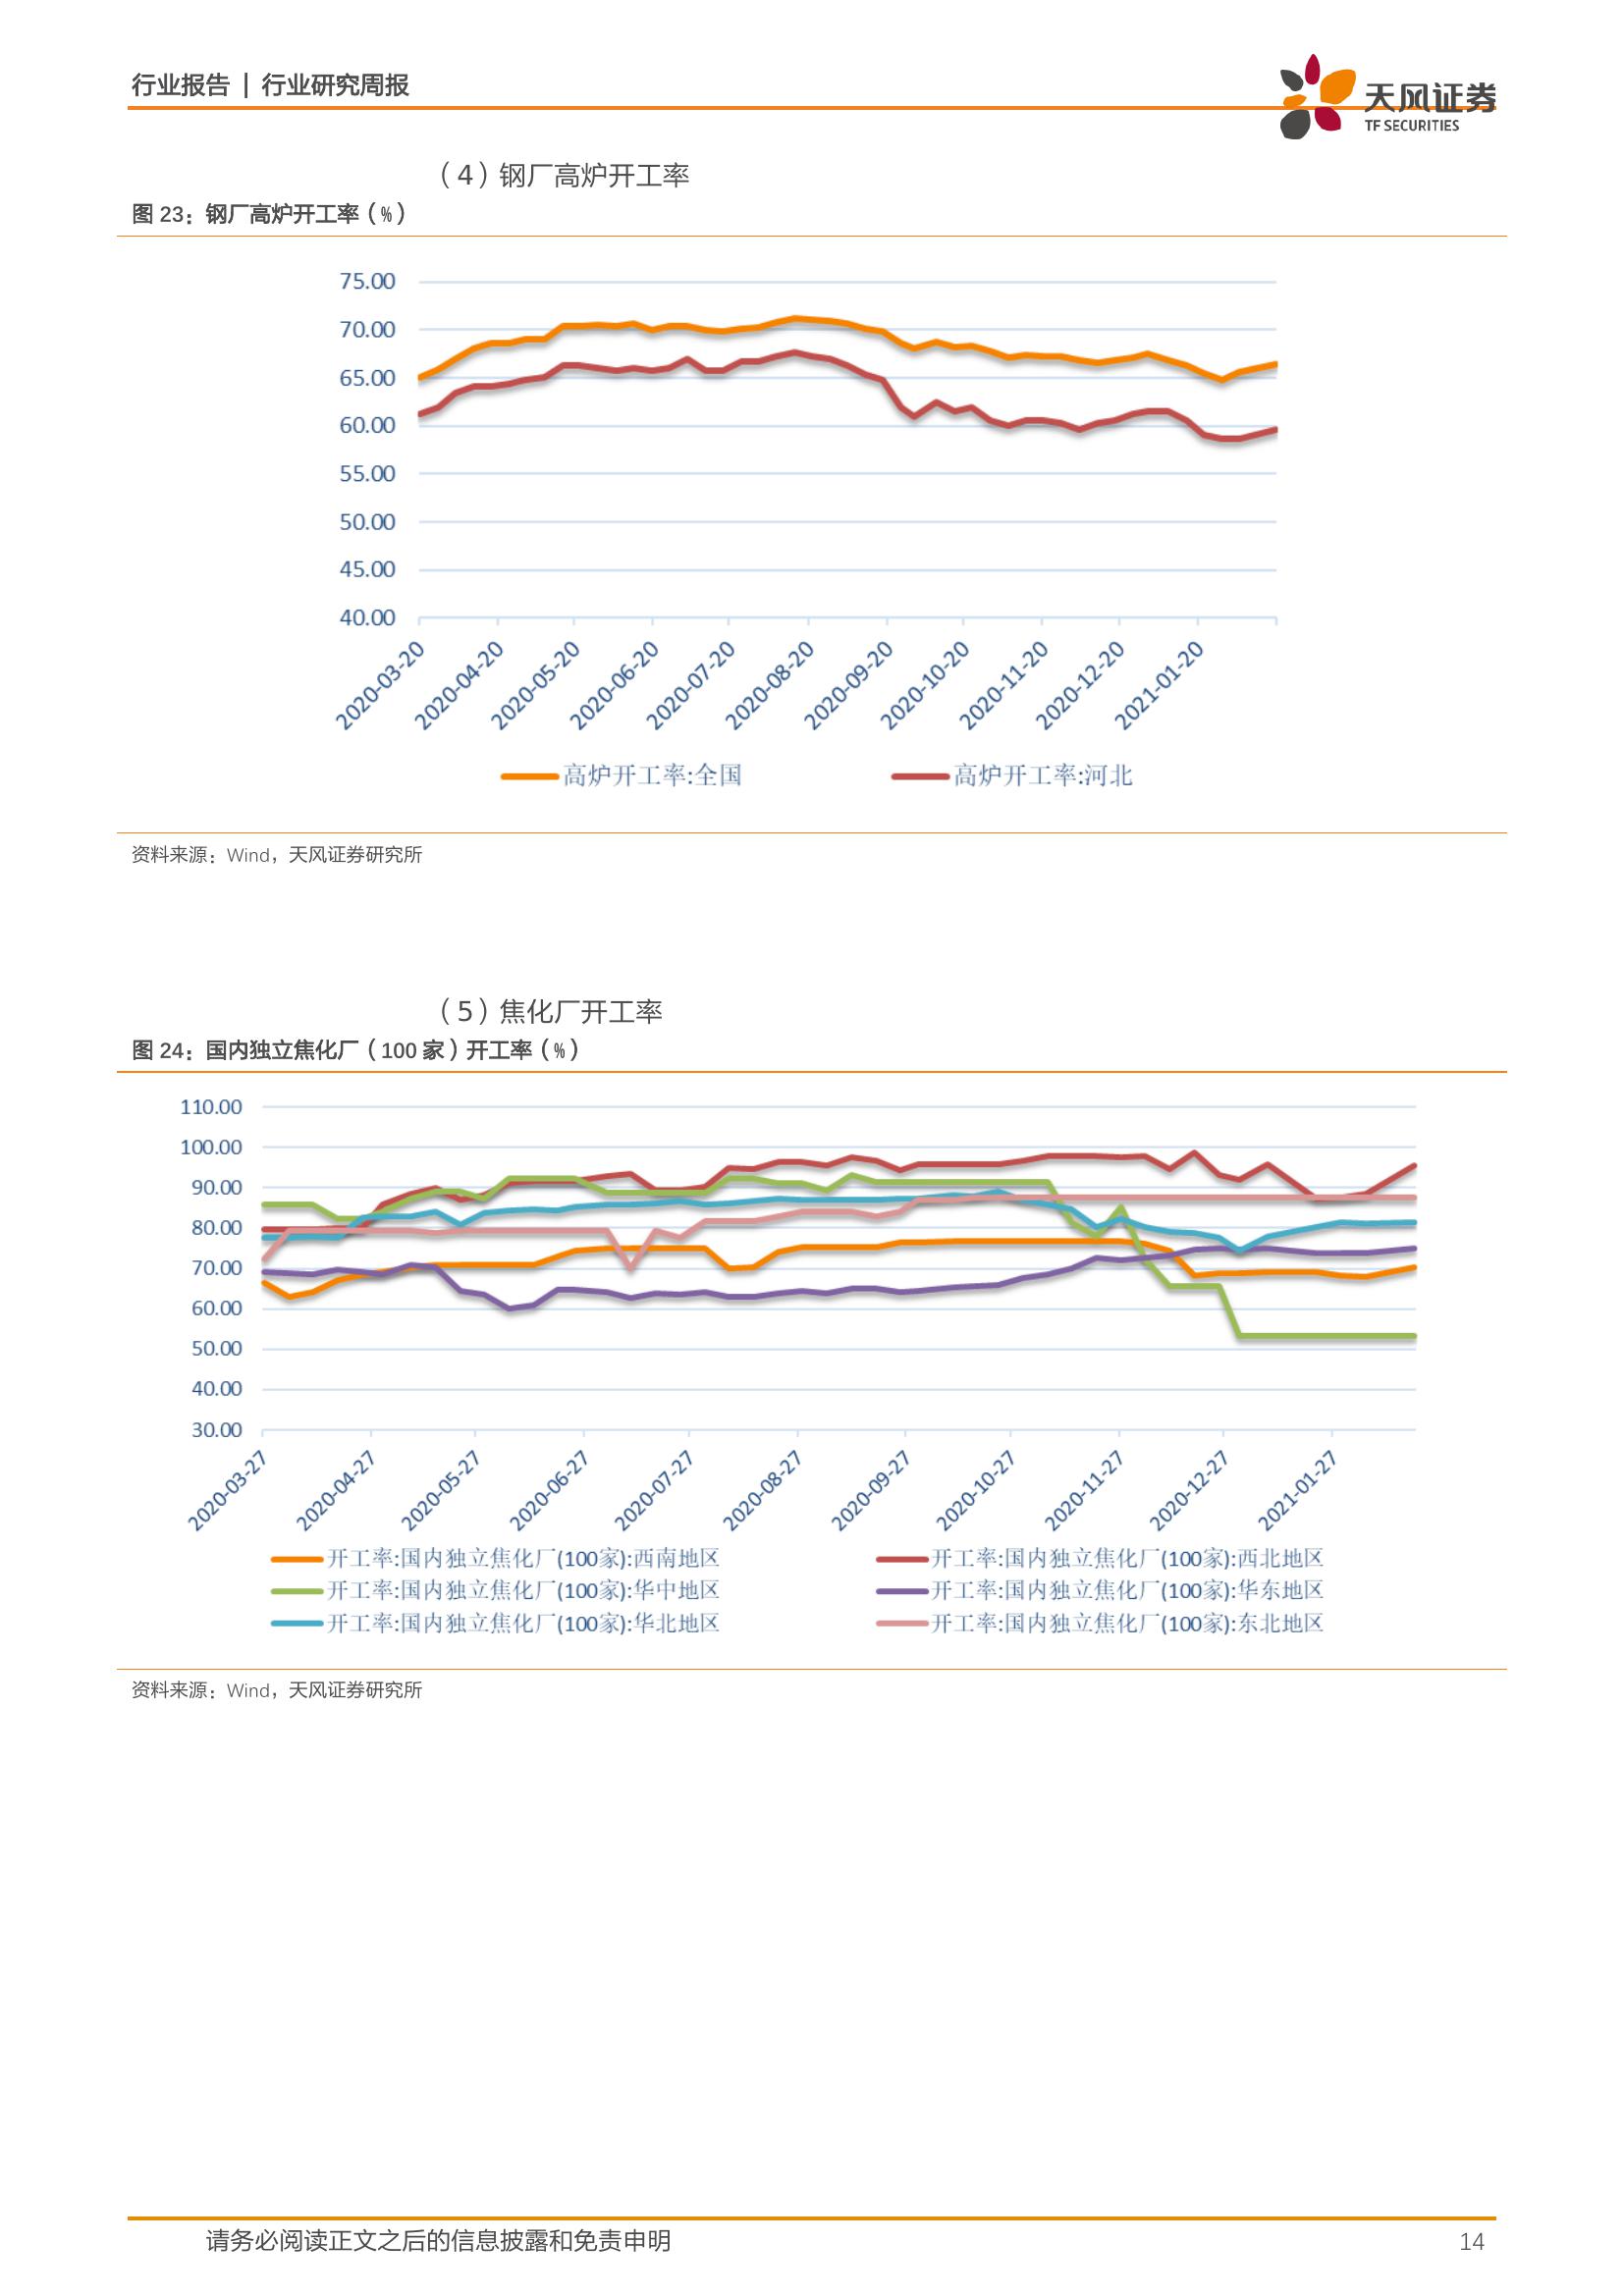 行业报告 | 行业研究周报
天风证券
TF SECURITIES
（4）钢厂高炉开工率
图 23：钢厂高炉开工率（%）
75.00
70.00
65.00
60.00
55.00
50.00
45.00
40.00
2020-03-20
2020-04-20
2020-05-20
2020-06-20
2020-07-20
2020-08-20
2020-09-20
2020-10-20
2020-11-20
2020-12-20
2021-01-20
高炉开工率:全国
高炉开工率:河北
资料来源：Wind，天风证券研究所
（5）焦化厂开工率
图 24：国内独立焦化厂（100 家）开工率（%）
110.00
100.00
90.00
80.00
70.00
60.00
50.00
40.00
30.00
2020-03-27
2020-04-27
2020-05-27
2020-06-27
2020-07-27
2020-08-27
2020-09-27
2020-10-27
2020-11-27
2020-12-27
2021-01-27
开工率:国内独立焦化厂(100家):西南地区
开工率:国内独立焦化厂(100家):西北地区
开工率:国内独立焦化厂(100家):华中地区
开工率:国内独立焦化厂(100家):华东地区
开工率:国内独立焦化厂(100家):华北地区
开工率:国内独立焦化厂(100家):东北地区
资料来源：Wind，天风证券研究所
请务必阅读正文之后的信息披露和免责申明
14